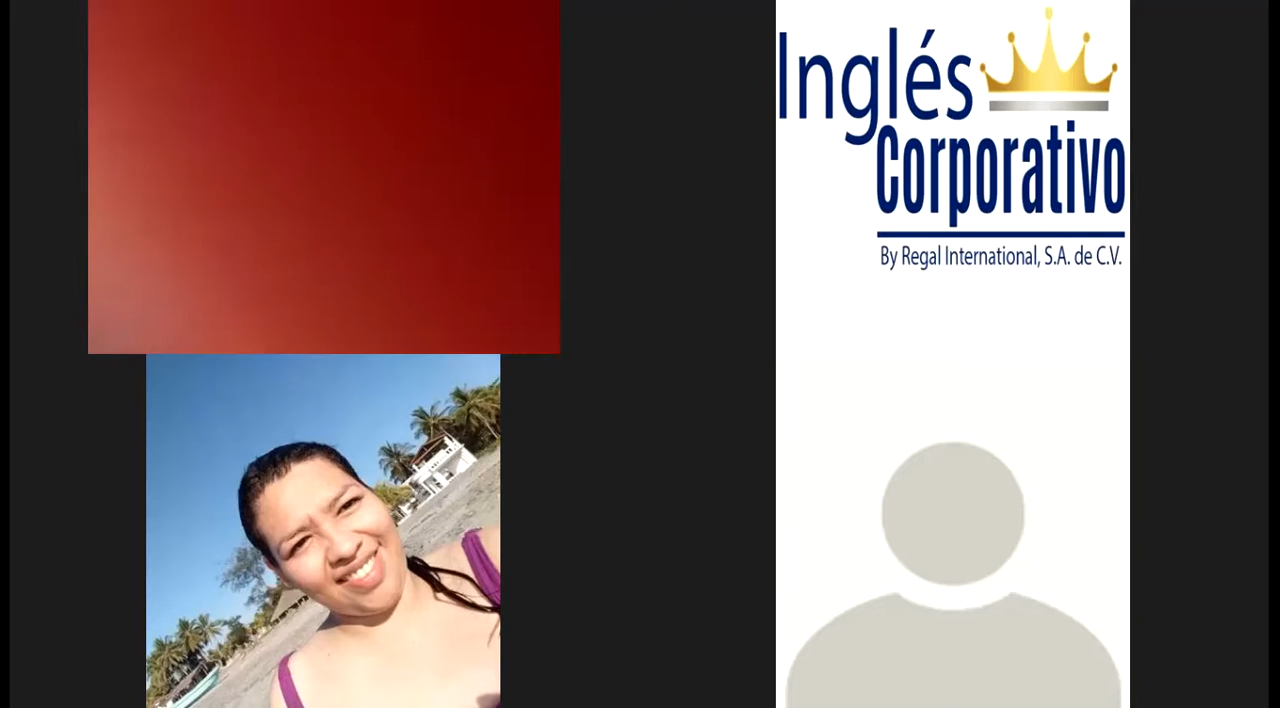 Inglés
Corporativo
By Regal International, S.A. de C.V.